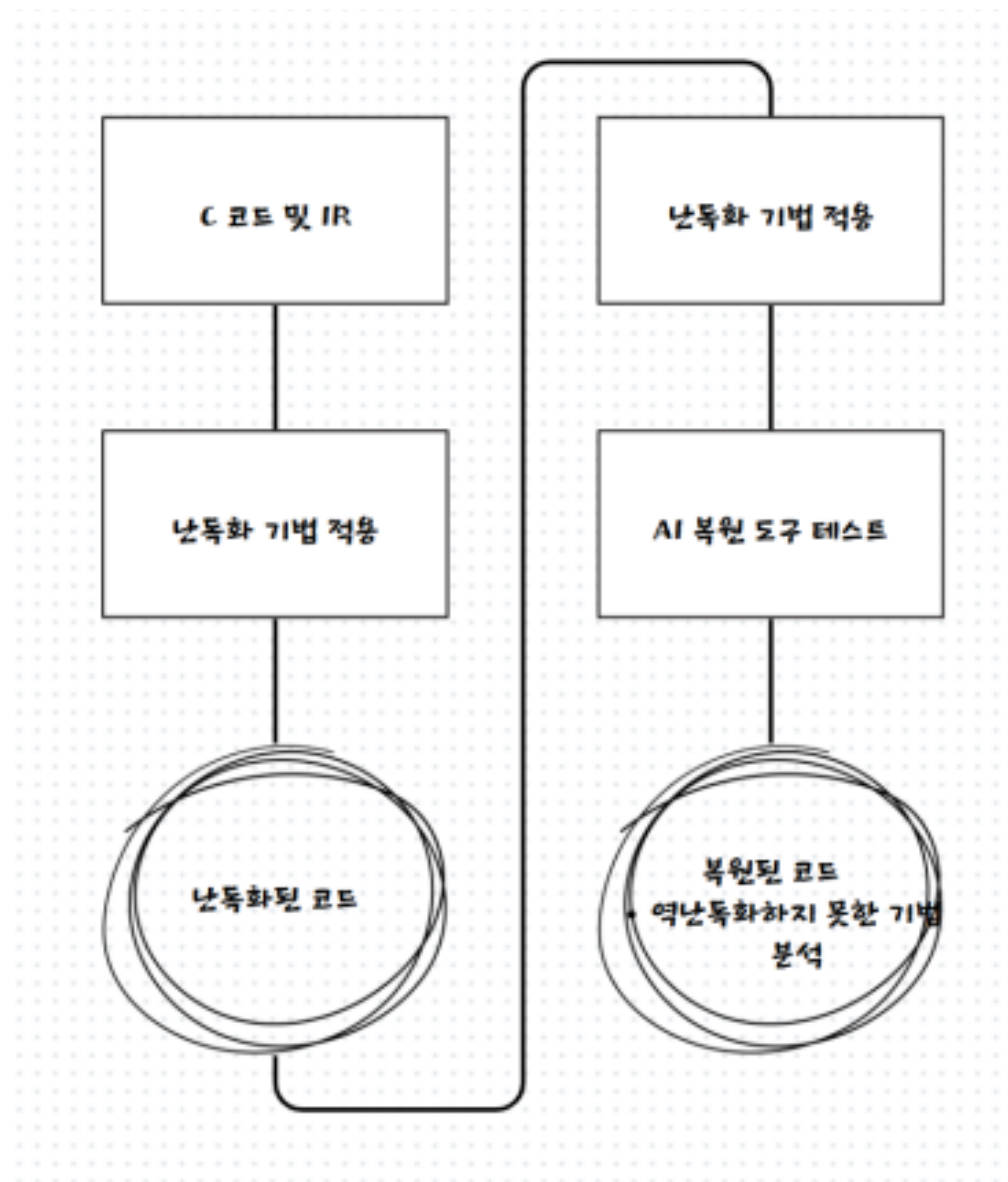 C 코드 및 IR
난독화 기법 적용
난독화된 코드
난독화 기법 적용
AI 복원 도구 테스트
복원된 코드
• 역난독화하지 못한 기법
분석